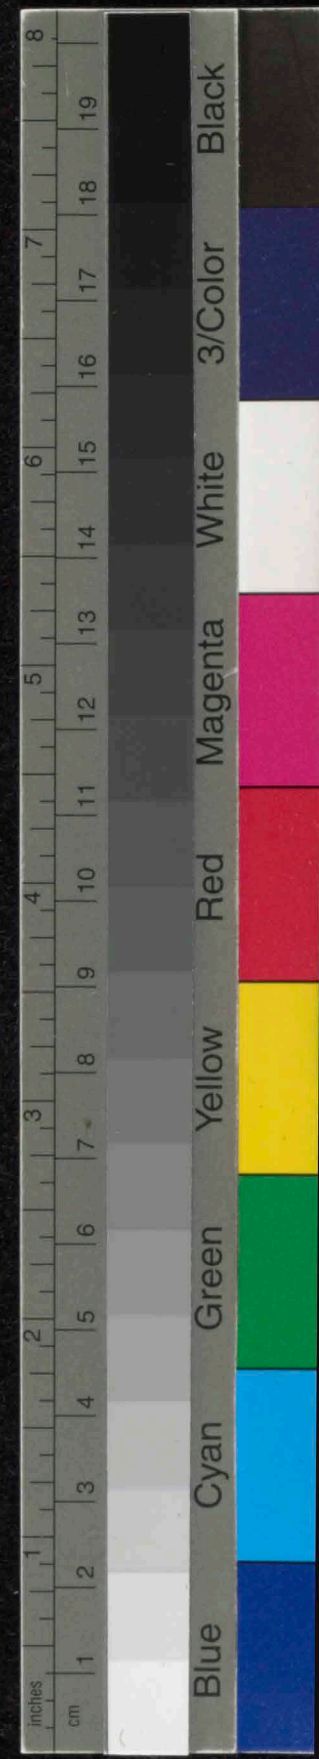 inches 1 2 3 4 5 6 7 8
cm 1 2 3 4 5 6 7 8 9 10 11 12 13 14 15 16 17 18 19
Blue Cyan Green Yellow Red Magenta White 3/Color Black